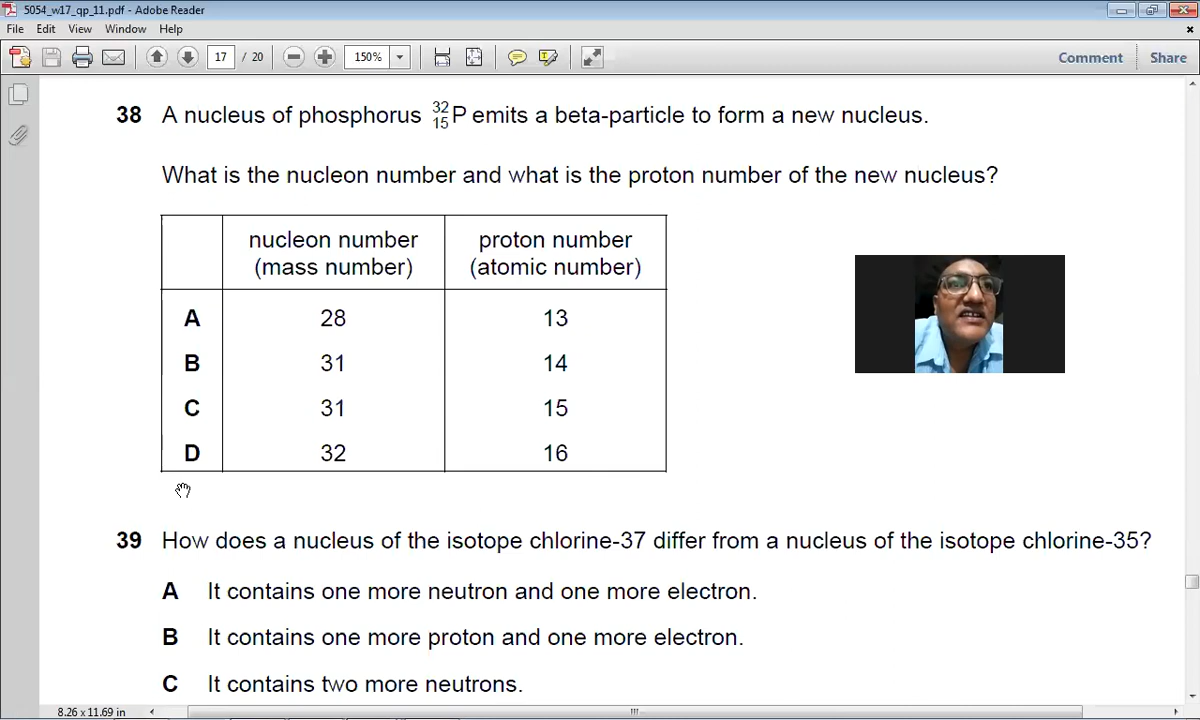 5054_w17_qp_11.pdf - Adobe Reader
File Edit View Window Help
17 / 20 150% Comment Share
38 A nucleus of phosphorus ³²₁₅P emits a beta-particle to form a new nucleus.
What is the nucleon number and what is the proton number of the new nucleus?
nucleon number (mass number) proton number (atomic number)
A 28 13
B 31 14
C 31 15
D 32 16
39 How does a nucleus of the isotope chlorine-37 differ from a nucleus of the isotope chlorine-35?
A It contains one more neutron and one more electron.
B It contains one more proton and one more electron.
C It contains two more neutrons.
8.26 x 11.69 in